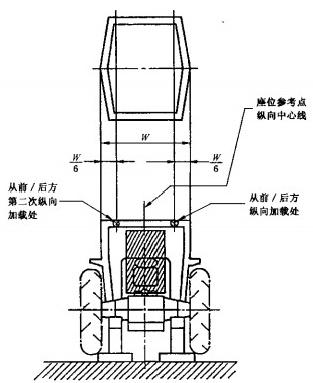 座位参考点
纵向中心线
W
W/6
W/6
从前/后方
第二次纵向
加载处
从前/后方
纵向加载处